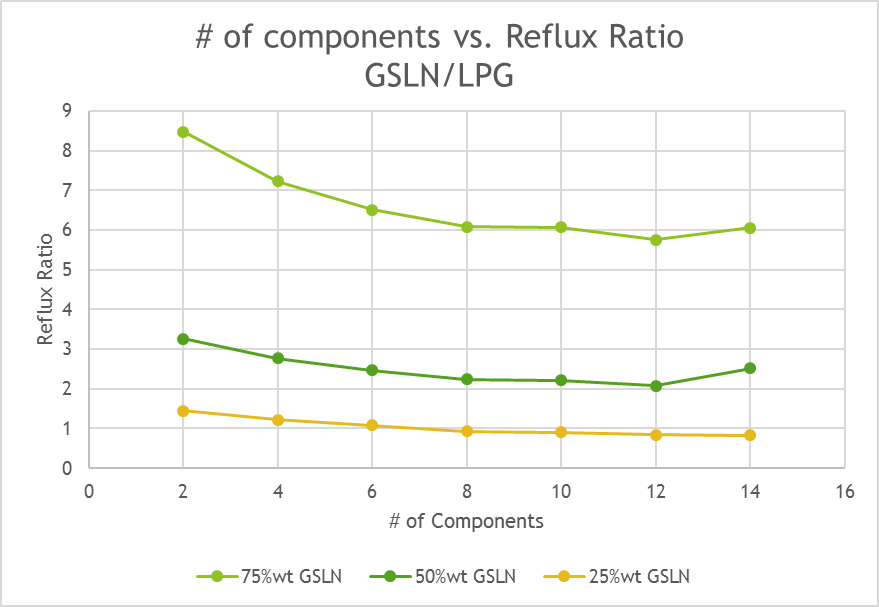 # of components vs. Reflux Ratio
GSLN/LPG
9
8
7
6
5
4
3
2
1
0
Reflux Ratio
0 2 4 6 8 10 12 14 16
# of Components
75%wt GSLN 50%wt GSLN 25%wt GSLN